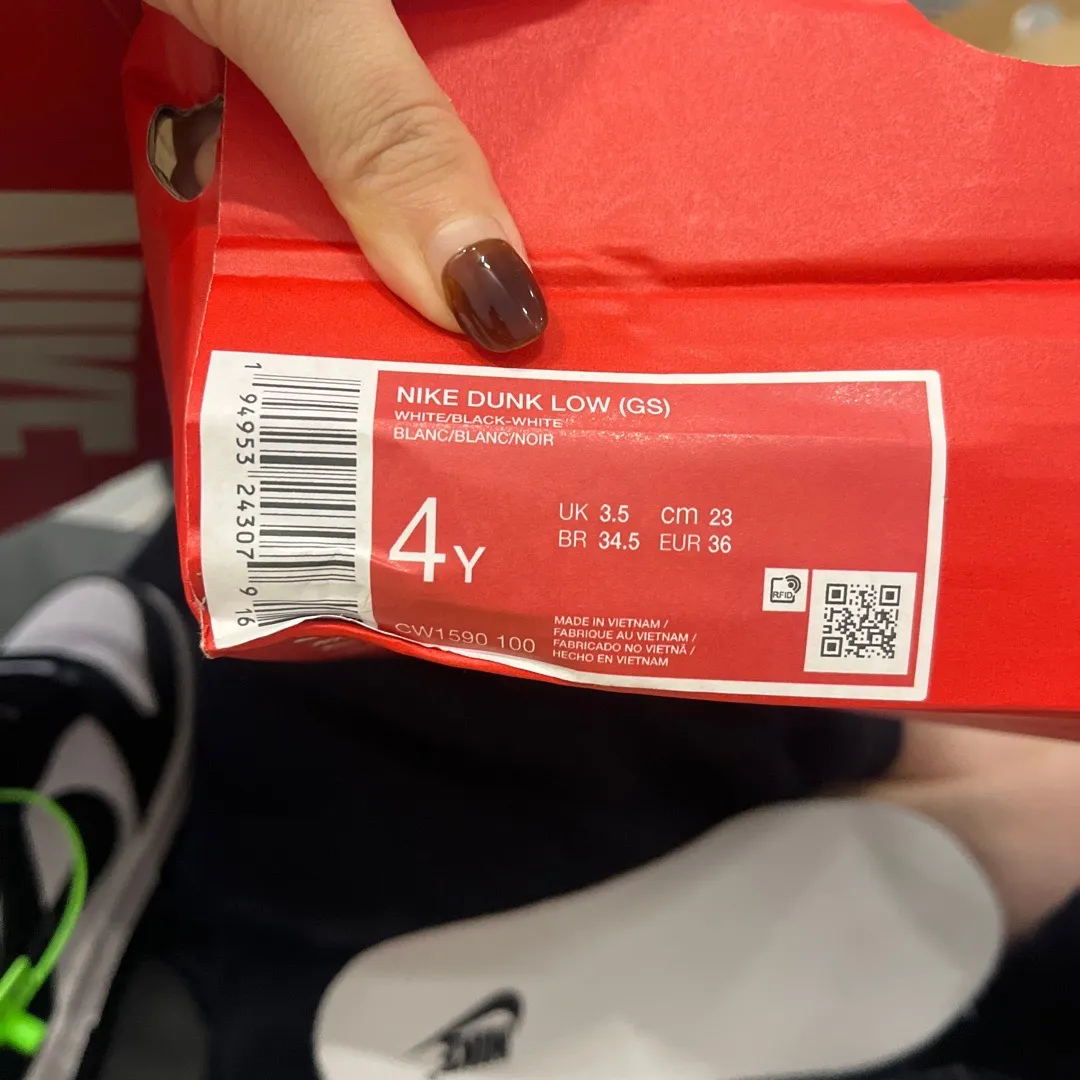 NIKE DUNK LOW (GS)
WHITE/BLACK-WHITE
BLANC/BLANC/NOIR
4Y
UK 3.5 cm 23
BR 34.5 EUR 36
1 94953 24307 9 16
CW1590 100
MADE IN VIETNAM /
FABRIQUE AU VIETNAM /
FABRICADO NO VIETNÃ /
HECHO EN VIETNAM
RFID
NIKE